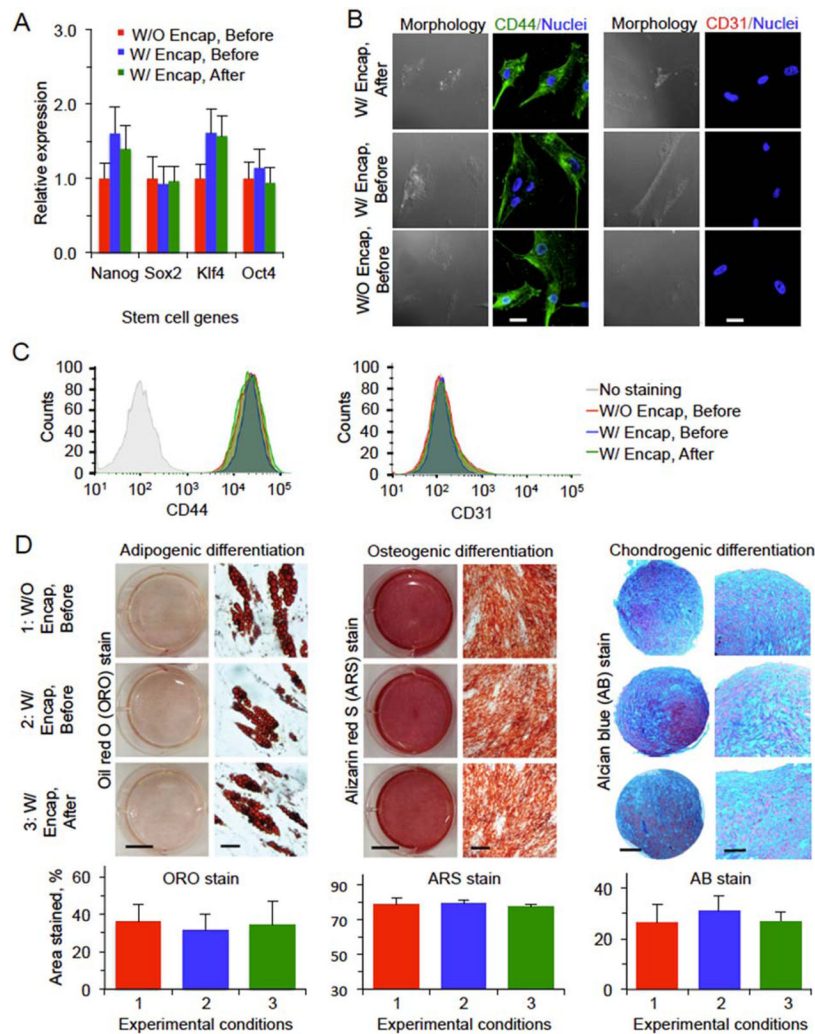 A
3.0
2.0
1.0
0.0
Relative expression
W/O Encap, Before
W/ Encap, Before
W/ Encap, After
Nanog Sox2 Klf4 Oct4
Stem cell genes
B
Morphology CD44/Nuclei Morphology CD31/Nuclei
W/ Encap, After
W/ Encap, Before
W/O Encap, Before
C
Counts
100
80
60
40
20
0
10¹ 10² 10³ 10⁴ 10⁵
CD44
Counts
100
80
60
40
20
0
10¹ 10² 10³ 10⁴ 10⁵
CD31
No staining
W/O Encap, Before
W/ Encap, Before
W/ Encap, After
D
Adipogenic differentiation Osteogenic differentiation Chondrogenic differentiation
1: W/O Encap, Before
2: W/ Encap, Before
3: W/ Encap, After
Oil red O (ORO) stain
Alizarin red S (ARS) stain
Alcian blue (AB) stain
ORO stain
Area stained, %
60
40
20
0
1 2 3
Experimental conditions
ARS stain
90
70
50
30
1 2 3
Experimental conditions
AB stain
40
20
0
1 2 3
Experimental conditions